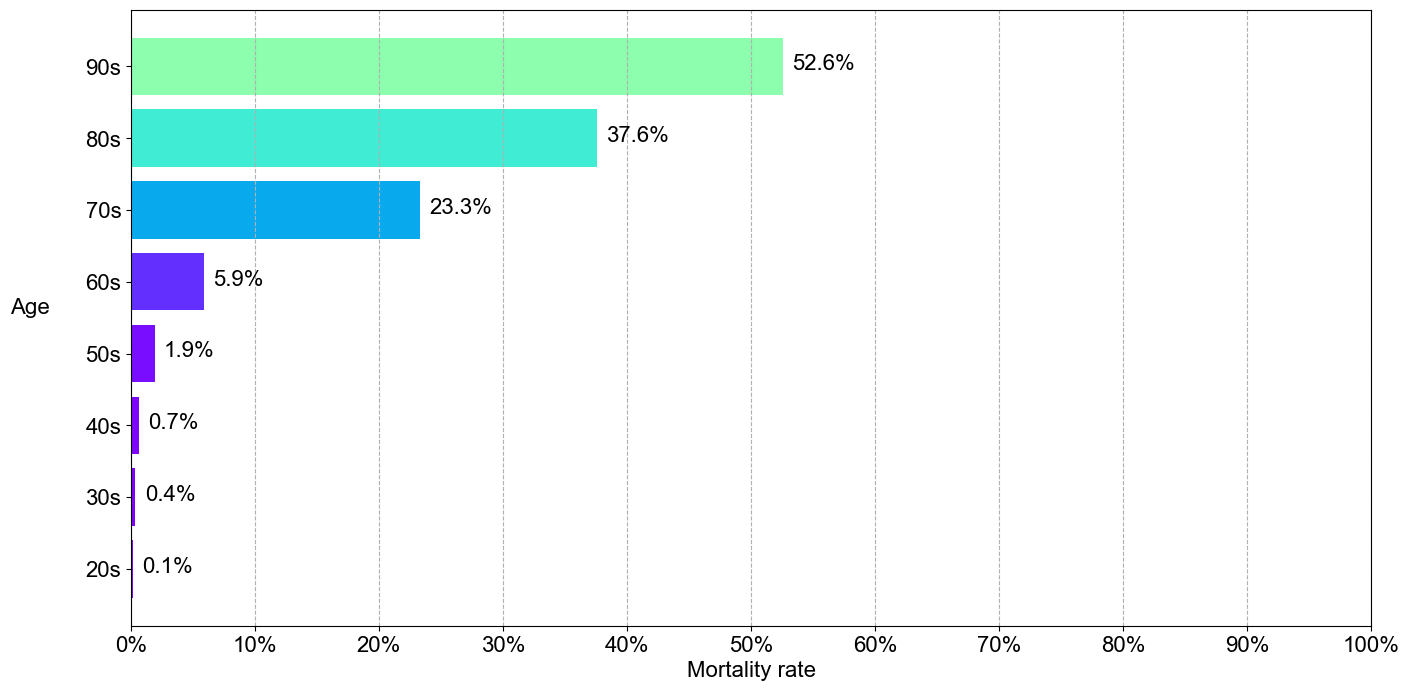 90s 52.6%
80s 37.6%
70s 23.3%
60s 5.9%
Age
50s 1.9%
40s 0.7%
30s 0.4%
20s 0.1%
0% 10% 20% 30% 40% 50% 60% 70% 80% 90% 100%
Mortality rate